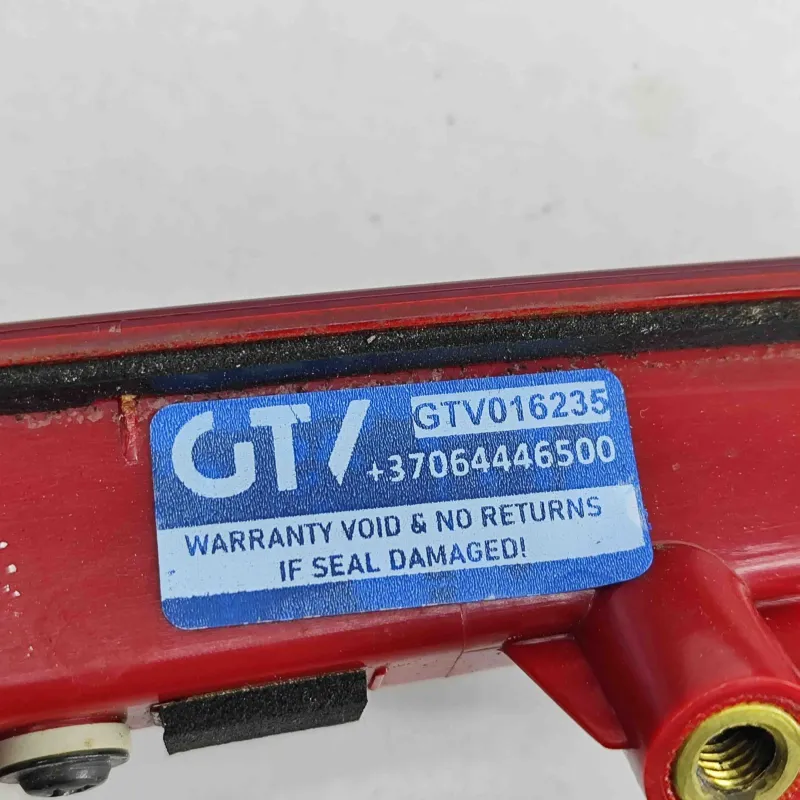 GTV GTV016235
+37064446500
WARRANTY VOID & NO RETURNS
IF SEAL DAMAGED!